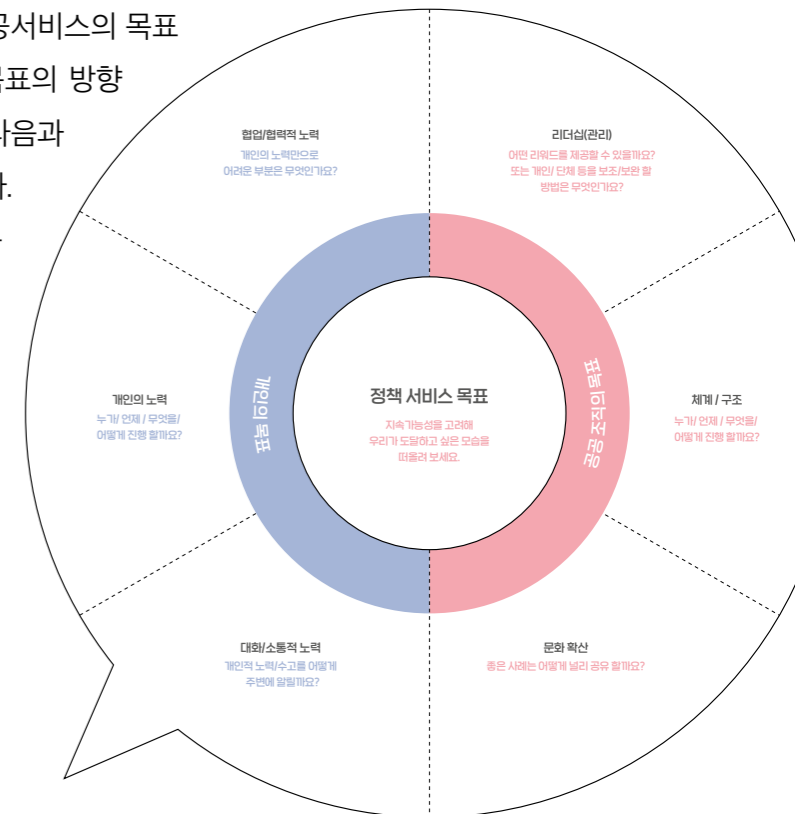 공서비스의 목표
목표의 방향
다음과
협업/협력적 노력
개인의 노력만으로
어려운 부분은 무엇인가요?
리더십(관리)
어떤 리워드를 제공할 수 있을까요?
또는 개인/ 단체 등을 보조/보완 할
방법은 무엇인가요?
개인의 노력
누가/ 언제 / 무엇을/
어떻게 진행 할까요?
개인의 목표
정책 서비스 목표
지속가능성을 고려해
우리가 도달하고 싶은 모습을
떠올려 보세요.
공공 조직의 목표
체계 / 구조
누가/ 언제 / 무엇을/
어떻게 진행 할까요?
대화/소통적 노력
개인적 노력/수고를 어떻게
주변에 알릴까요?
문화 확산
좋은 사례는 어떻게 널리 공유 할까요?